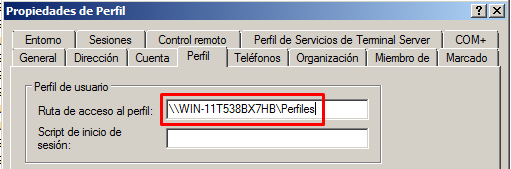 Propiedades de Perfil
Entorno Sesiones Control remoto Perfil de Servicios de Terminal Server COM+
General Dirección Cuenta Perfil Teléfonos Organización Miembro de Marcado
Perfil de usuario
Ruta de acceso al perfil: \\WIN-11T538BX7HB\Perfiles
Script de inicio de
sesión: